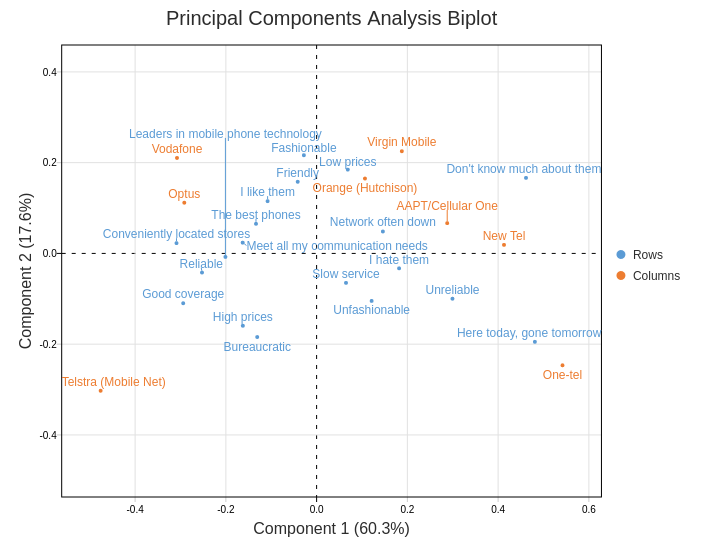 Principal Components Analysis Biplot
Component 2 (17.6%)
0.4
0.2
0.0
-0.2
-0.4
Leaders in mobile phone technology
Vodafone
Fashionable
Virgin Mobile
Low prices
Don't know much about them
Friendly
Orange (Hutchison)
Optus
I like them
AAPT/Cellular One
The best phones
Network often down
Conveniently located stores
New Tel
Meet all my communication needs
Reliable
I hate them
Slow service
Good coverage
Unreliable
Unfashionable
High prices
Here today, gone tomorrow
Bureaucratic
One-tel
Telstra (Mobile Net)
Rows
Columns
-0.4
-0.2
0.0
0.2
0.4
0.6
Component 1 (60.3%)